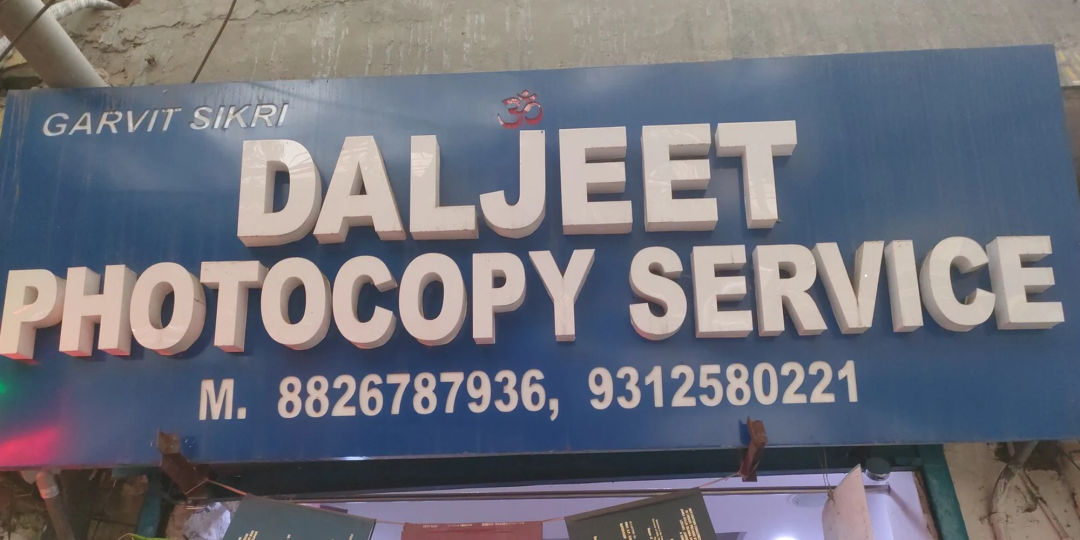 GARVIT SIKRI
ॐ
DALJEET
PHOTOCOPY SERVICE
M. 8826787936, 9312580221